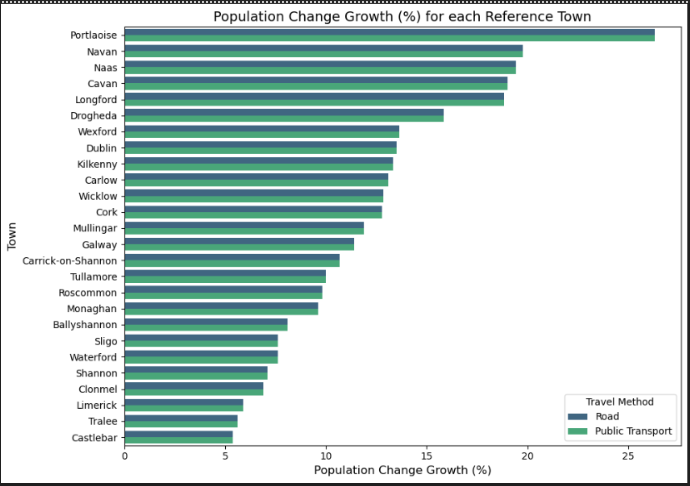 Population Change Growth (%) for each Reference Town
Town
Portlaoise
Navan
Naas
Cavan
Longford
Drogheda
Wexford
Dublin
Kilkenny
Carlow
Wicklow
Cork
Mullingar
Galway
Carrick-on-Shannon
Tullamore
Roscommon
Monaghan
Ballyshannon
Sligo
Waterford
Shannon
Clonmel
Limerick
Tralee
Castlebar
Travel Method
Road
Public Transport
0 5 10 15 20 25
Population Change Growth (%)